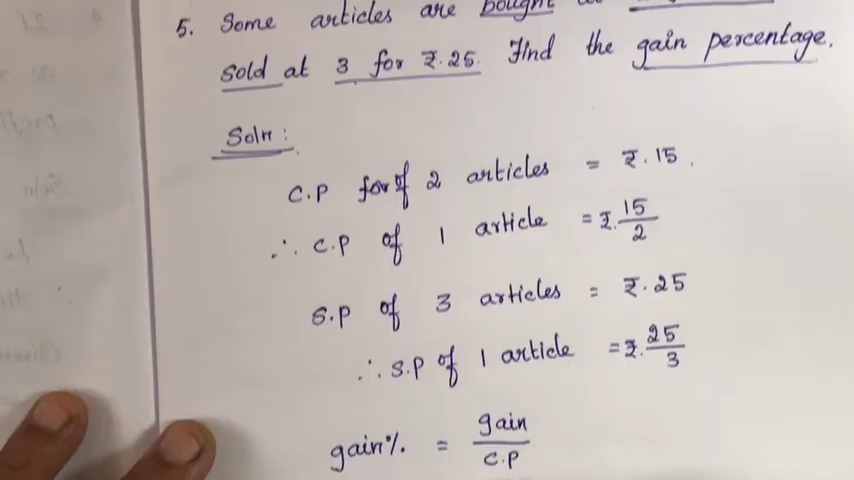 5. Some articles are bought
sold at 3 for ₹.25. Find the gain percentage.
Soln:
C.P for of 2 articles = ₹.15.
∴ C.P of 1 article = ₹. 15/2
S.P of 3 articles = ₹.25
∴ S.P of 1 article = ₹. 25/3
gain% = gain/C.P